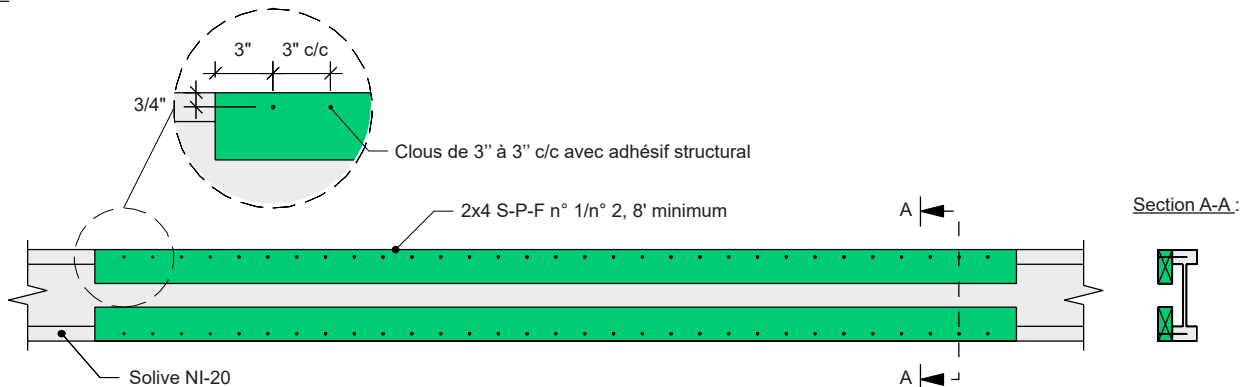 3" 3" c/c
3/4"
Clous de 3’’ à 3’’ c/c avec adhésif structural
2x4 S-P-F n° 1/n° 2, 8' minimum
A
Section A-A :
Solive NI-20
A